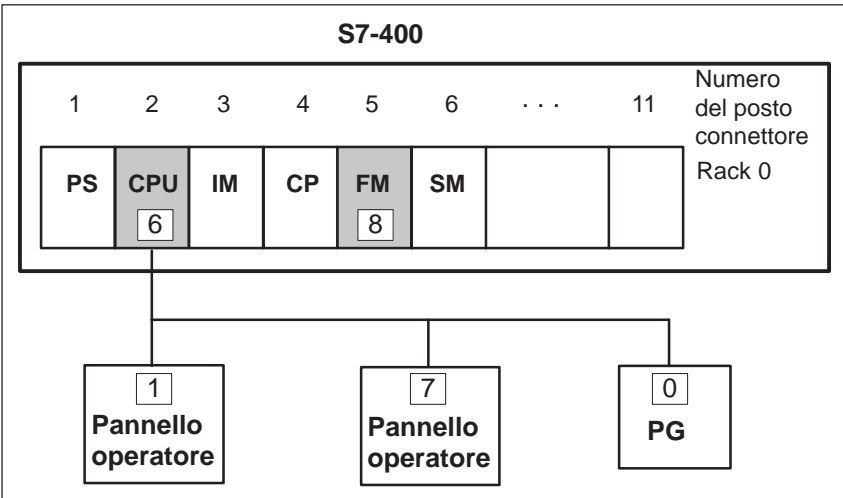 S7-400
1 2 3 4 5 6 . . . 11
Numero
del posto
connettore
Rack 0
PS CPU IM CP FM SM
6 8
1 7 0
Pannello
operatore
Pannello
operatore
PG